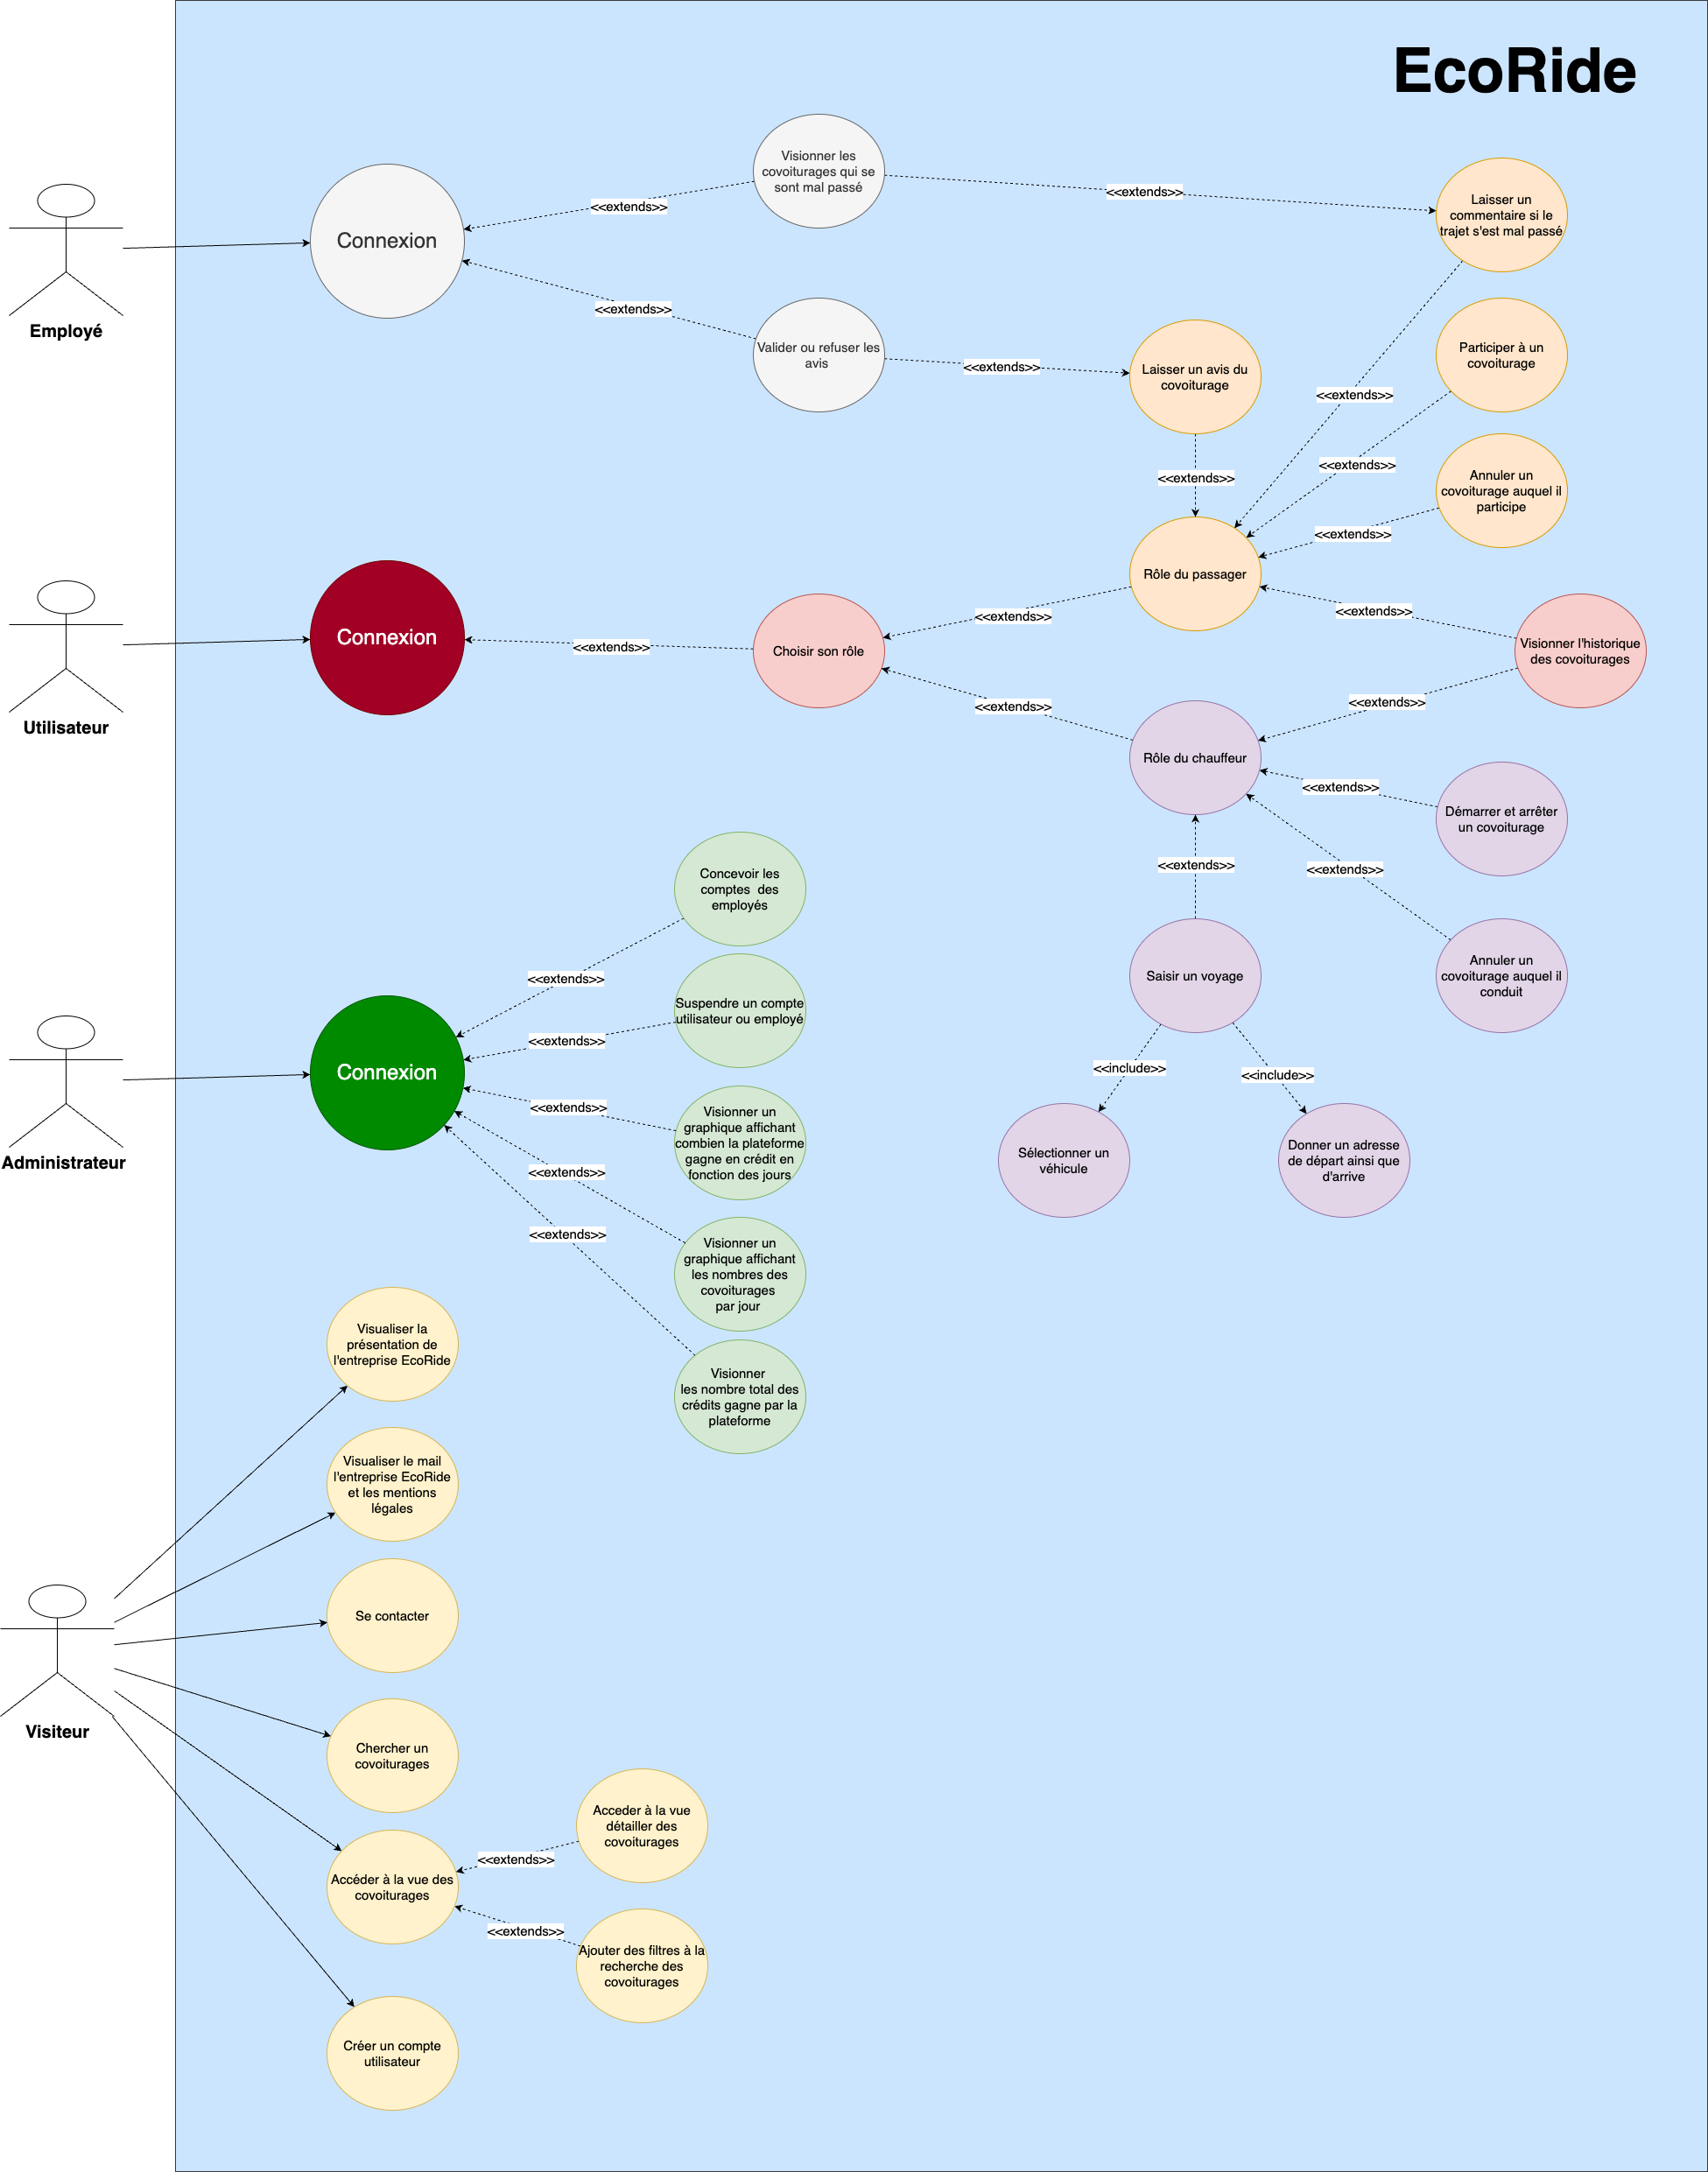 EcoRide
Visionner les
covoiturages qui se
sont mal passé
<<extends>>
<<extends>>
Laisser un
commentaire si le
trajet s'est mal passé
Connexion
Employé
<<extends>>
Valider ou refuser les
avis
<<extends>>
Laisser un avis du
covoiturage
Participer à un
covoiturage
<<extends>>
<<extends>>
<<extends>>
Annuler un
covoiturage auquel il
participe
<<extends>>
Rôle du passager
<<extends>>
<<extends>>
Connexion
Utilisateur
<<extends>>
Choisir son rôle
Visionner l'historique
des covoiturages
<<extends>>
<<extends>>
Rôle du chauffeur
<<extends>>
Démarrer et arrêter
un covoiturage
<<extends>>
<<extends>>
Saisir un voyage
Annuler un
covoiturage auquel il
conduit
<<include>>
<<include>>
Sélectionner un
véhicule
Donner un adresse
de départ ainsi que
d'arrive
Concevoir les
comptes  des
employés
<<extends>>
Suspendre un compte
utilisateur ou employé
<<extends>>
Connexion
Administrateur
<<extends>>
Visionner un
graphique affichant
combien la plateforme
gagne en crédit en
fonction des jours
<<extends>>
<<extends>>
Visionner un
graphique affichant
les nombres des
covoiturages
par jour
Visionner
les nombre total des
crédits gagne par la
plateforme
Visualiser la
présentation de
l'entreprise EcoRide
Visualiser le mail
l'entreprise EcoRide
et les mentions
légales
Se contacter
Visiteur
Chercher un
covoiturages
Accéder à la vue des
covoiturages
<<extends>>
Acceder à la vue
détailler des
covoiturages
<<extends>>
Ajouter des filtres à la
recherche des
covoiturages
Créer un compte
utilisateur